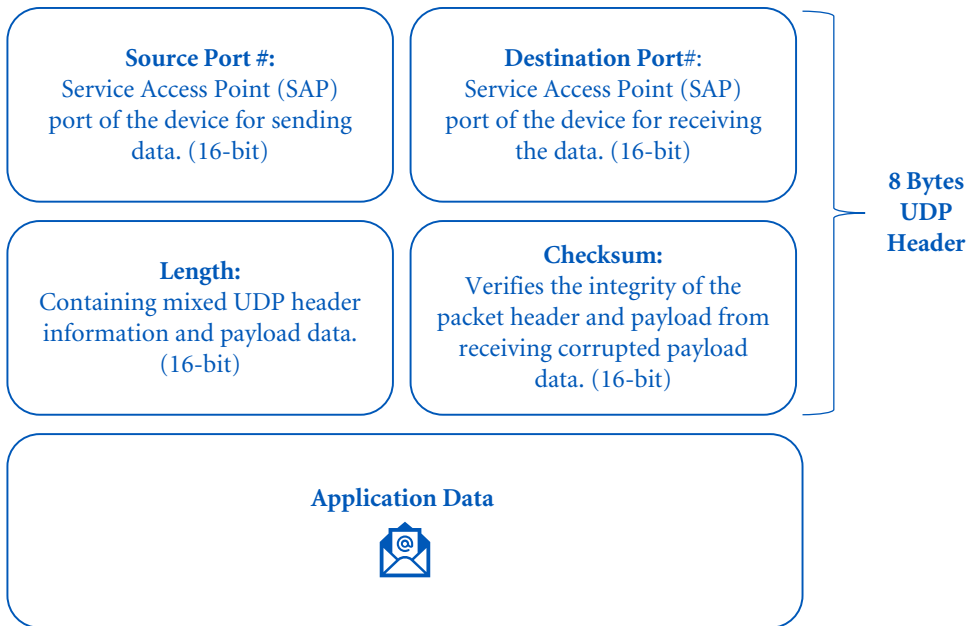 Source Port #:
Service Access Point (SAP)
port of the device for sending
data. (16-bit)
Destination Port#:
Service Access Point (SAP)
port of the device for receiving
the data. (16-bit)
8 Bytes
UDP
Header
Length:
Containing mixed UDP header
information and payload data.
(16-bit)
Checksum:
Verifies the integrity of the
packet header and payload from
receiving corrupted payload
data. (16-bit)
Application Data
@